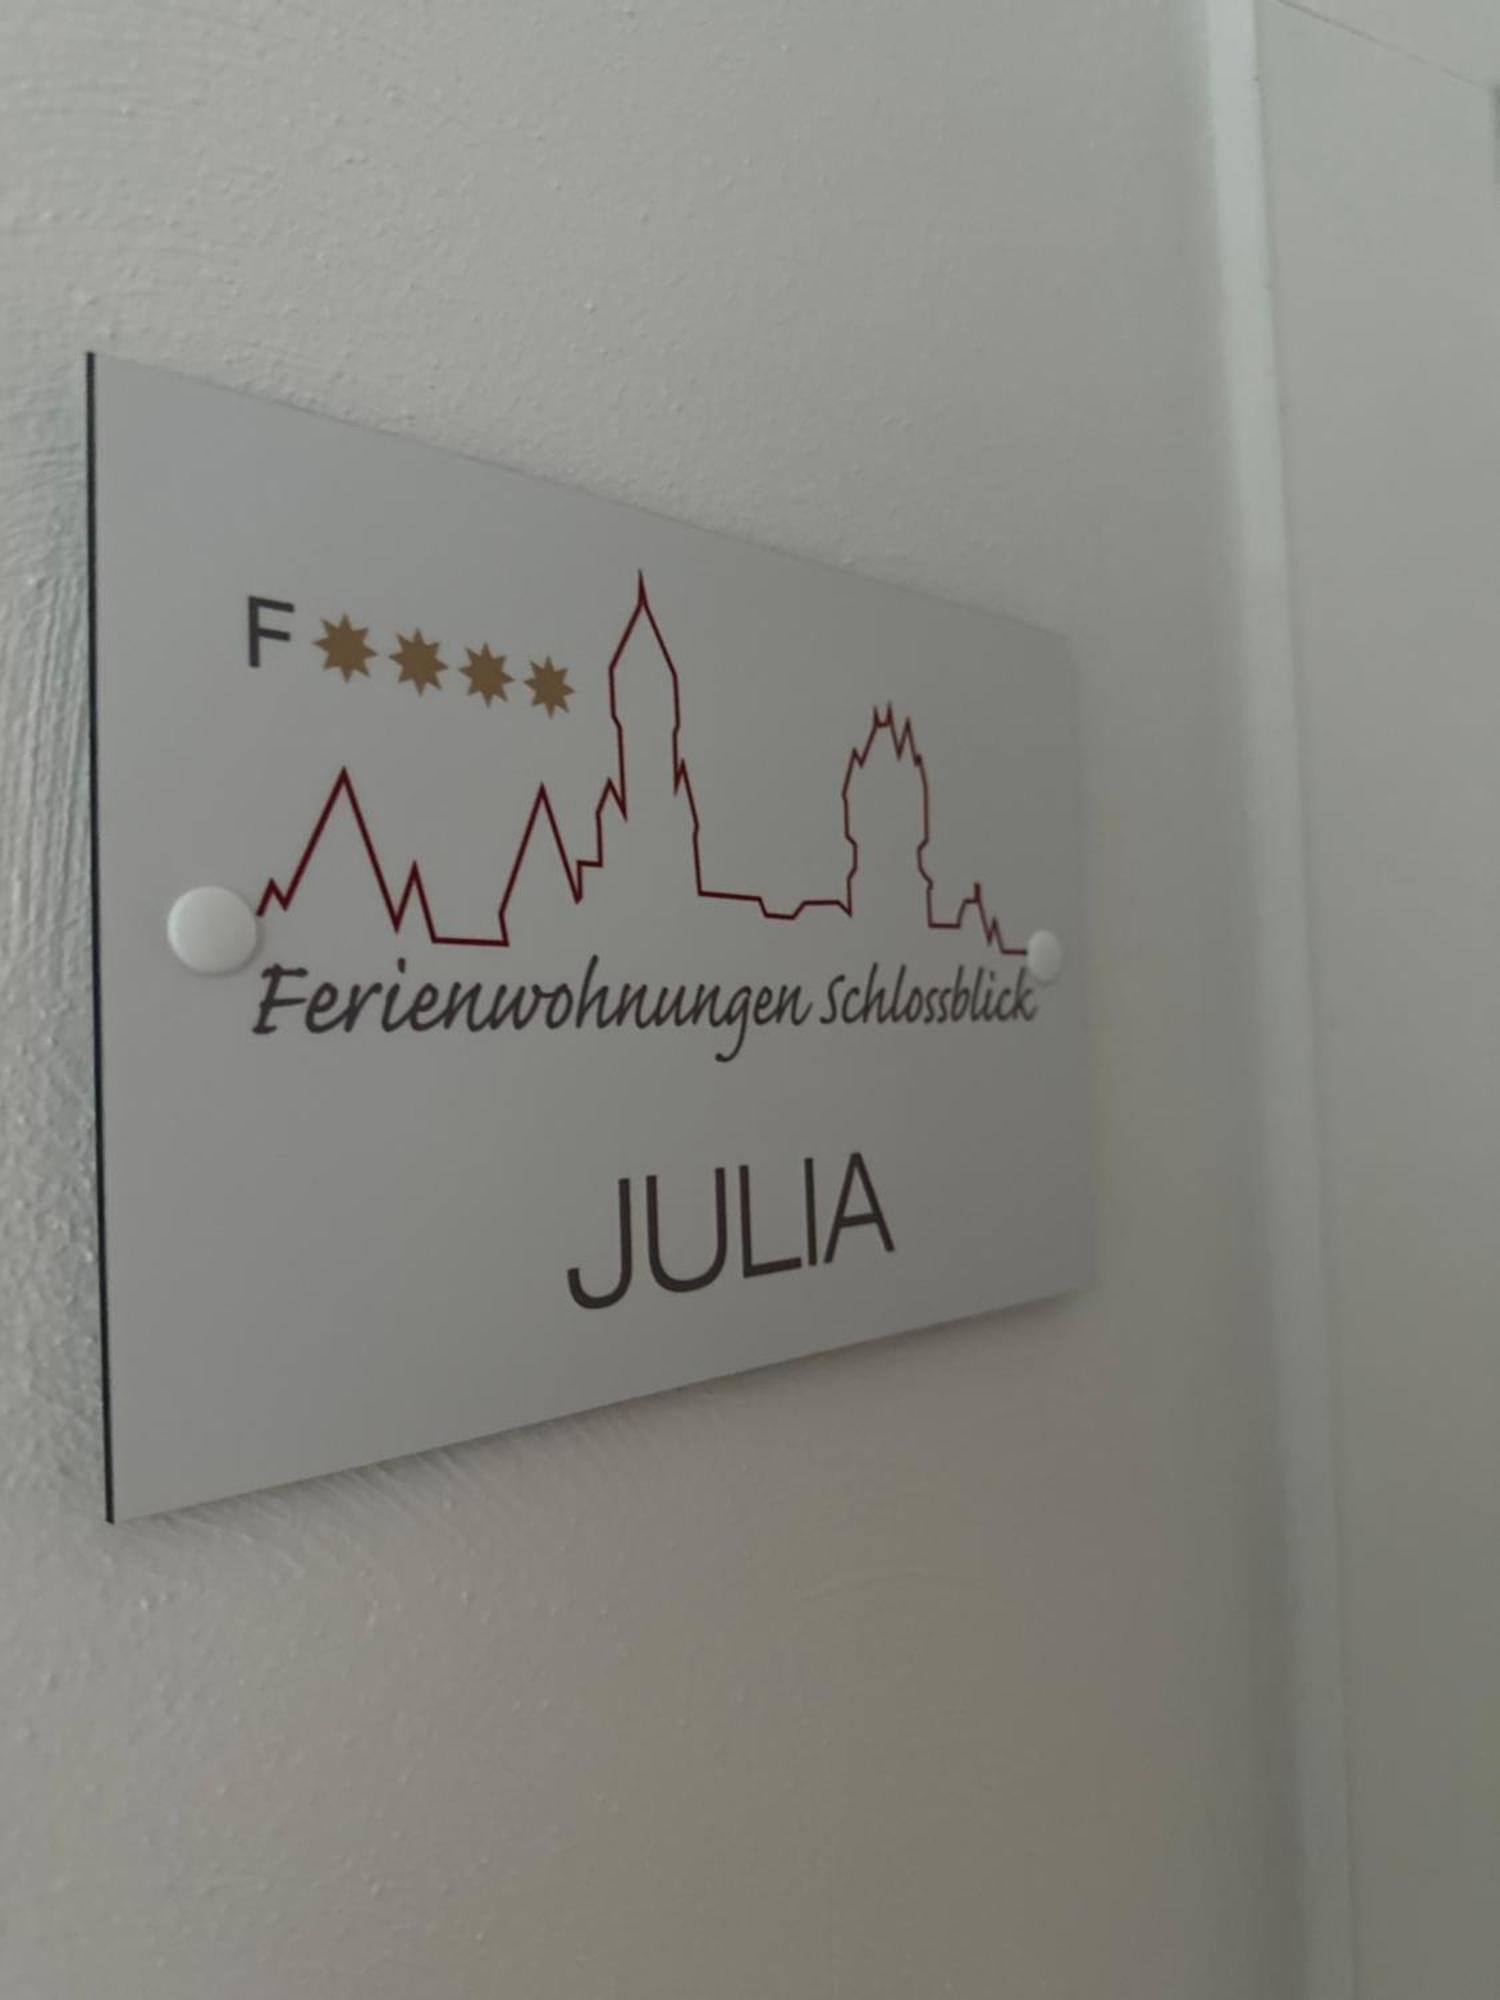 F****
Ferienwohnungen Schlossblick
JULIA